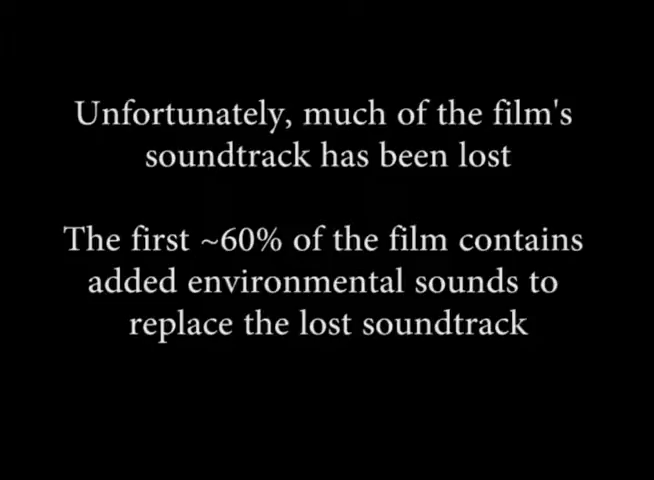 Unfortunately, much of the film's
soundtrack has been lost
The first ~60% of the film contains
added environmental sounds to
replace the lost soundtrack